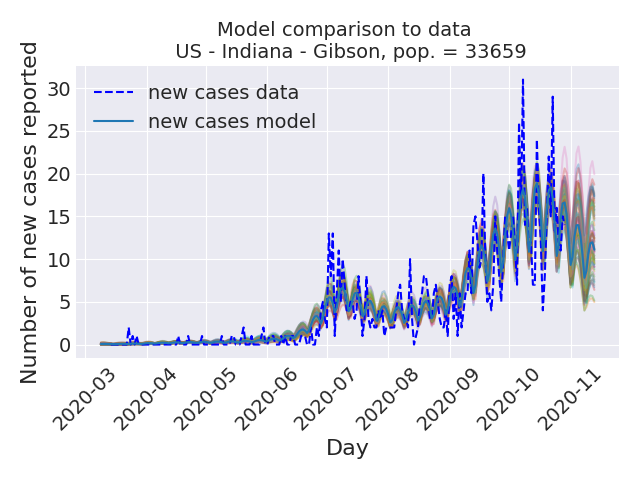 Model comparison to data
US - Indiana - Gibson, pop. = 33659
Number of new cases reported
30
25
20
15
10
5
0
new cases data
new cases model
2020-03
2020-04
2020-05
2020-06
2020-07
2020-08
2020-09
2020-10
2020-11
Day